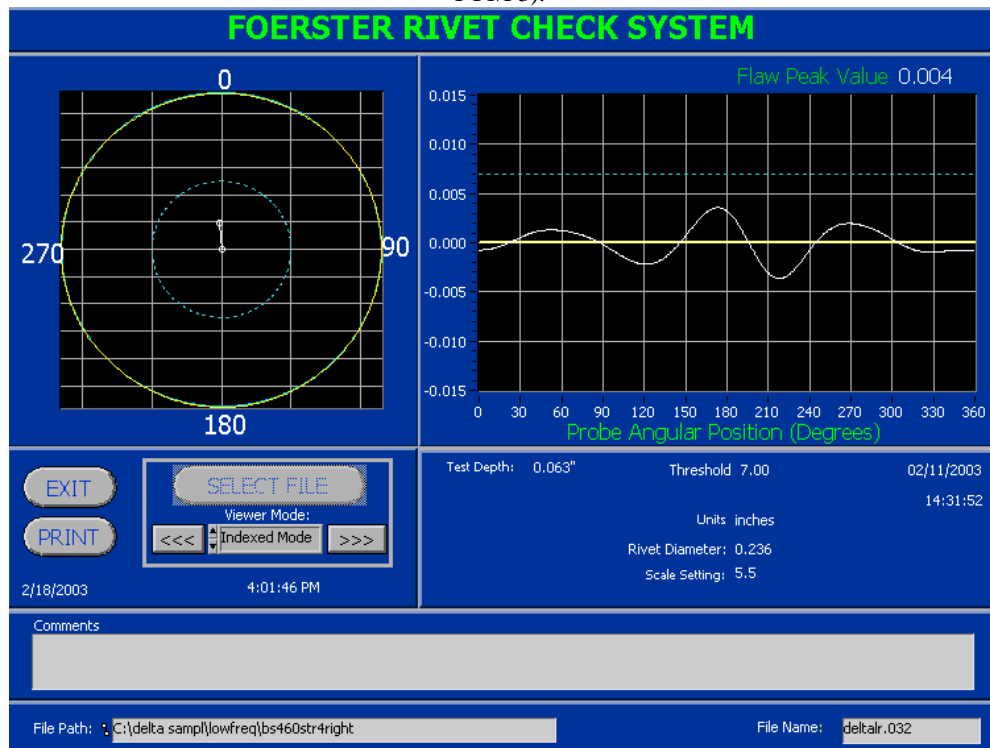 FOERSTER RIVET CHECK SYSTEM
0
270
90
180
Flaw Peak Value 0.004
0.015
0.010
0.005
0.000
-0.005
-0.010
-0.015
0 30 60 90 120 150 180 210 240 270 300 330 360
Probe Angular Position (Degrees)
EXIT
SELECT FILE
Viewer Mode:
PRINT
<<< Indexed Mode >>>
2/18/2003 4:01:46 PM
Test Depth: 0.063" Threshold 7.00 02/11/2003
14:31:52
Units inches
Rivet Diameter: 0.236
Scale Setting: 5.5
Comments
File Path: C:\delta sampl\lowfreq\bs460str4right File Name: deltalr.032